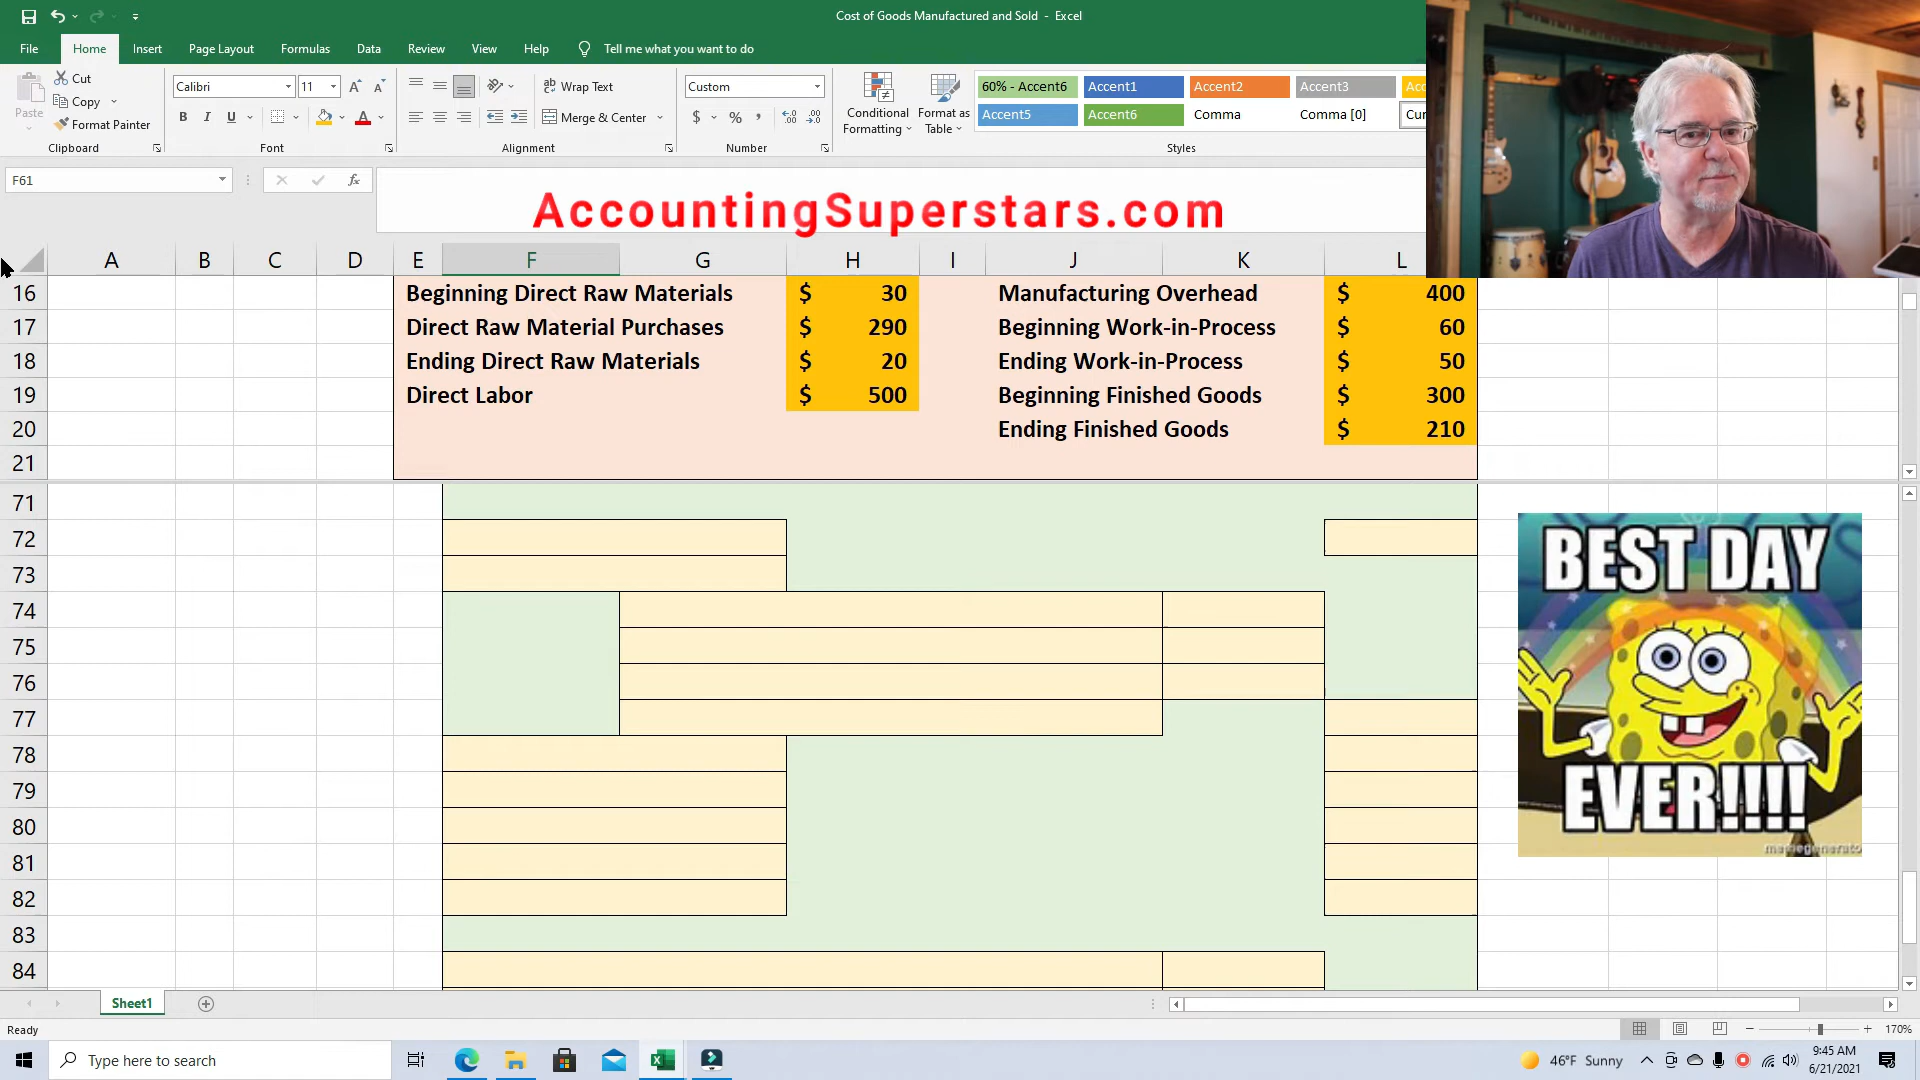 Cost of Goods Manufactured and Sold - Excel
File Home Insert Page Layout Formulas Data Review View Help Tell me what you want to do
Cut
Copy
Format Painter
Paste
Clipboard
Calibri 11
B I U
Font
Wrap Text
Merge & Center
Alignment
Custom
$ % ,
Number
Conditional Formatting
Format as Table
60% - Accent6 Accent1 Accent2 Accent3
Accent5 Accent6 Comma Comma [0]
Styles
F61 fx
AccountingSuperstars.com
A B C D E F G H I J K L
16 Beginning Direct Raw Materials $ 30 Manufacturing Overhead $ 400
17 Direct Raw Material Purchases $ 290 Beginning Work-in-Process $ 60
18 Ending Direct Raw Materials $ 20 Ending Work-in-Process $ 50
19 Direct Labor $ 500 Beginning Finished Goods $ 300
20 Ending Finished Goods $ 210
21
71
72
73
74
75
76
77
78
79
80
81
82
83
84
BEST DAY
EVER!!!!
Sheet1
Ready
170%
Type here to search
46°F Sunny
9:45 AM
6/21/2021